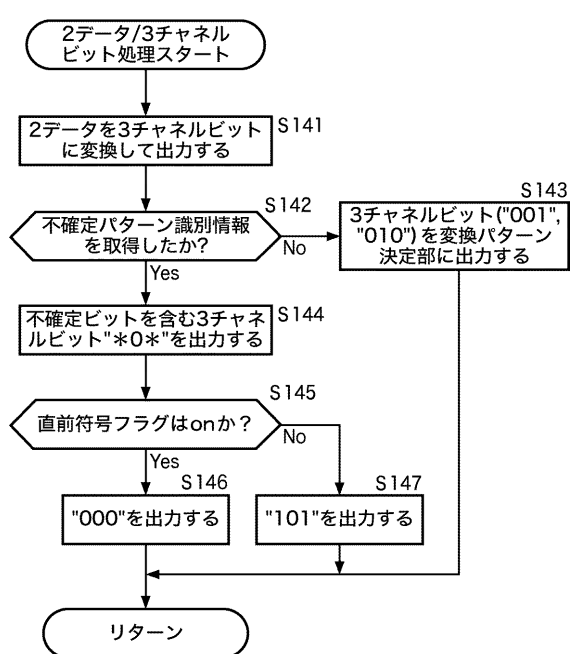 2データ/3チャネル
ビット処理スタート
S141
2データを3チャネルビット
に変換して出力する
S142
不確定パターン識別情報
を取得したか?
No
Yes
S143
3チャネルビット("001",
"010")を変換パターン
決定部に出力する
S144
不確定ビットを含む3チャネ
ルビット"＊0＊"を出力する
S145
直前符号フラグはonか？
No
Yes
S146
"000"を出力する
S147
"101"を出力する
リターン